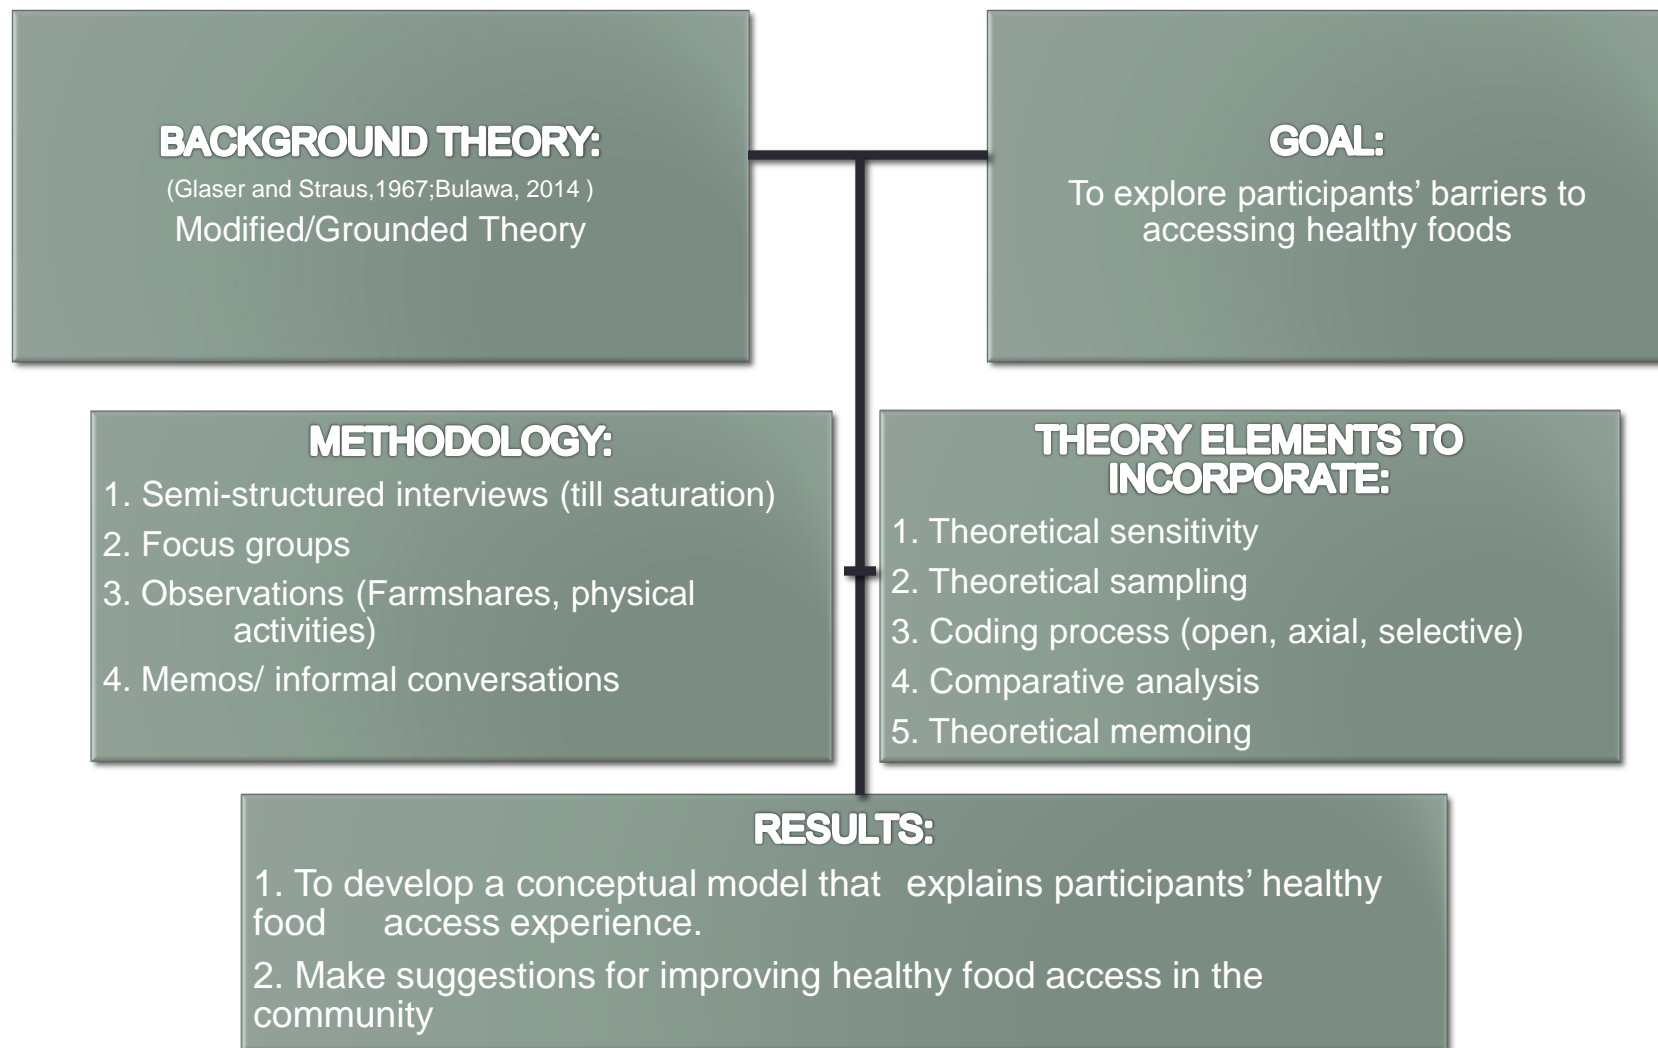 BACKGROUND THEORY:
(Glaser and Straus,1967;Bulawa, 2014 )
Modified/Grounded Theory
GOAL:
To explore participants’ barriers to
accessing healthy foods
METHODOLOGY:
1. Semi-structured interviews (till saturation)
2. Focus groups
3. Observations (Farmshares, physical
activities)
4. Memos/ informal conversations
THEORY ELEMENTS TO
INCORPORATE:
1. Theoretical sensitivity
2. Theoretical sampling
3. Coding process (open, axial, selective)
4. Comparative analysis
5. Theoretical memoing
RESULTS:
1. To develop a conceptual model that explains participants’ healthy
food access experience.
2. Make suggestions for improving healthy food access in the
community